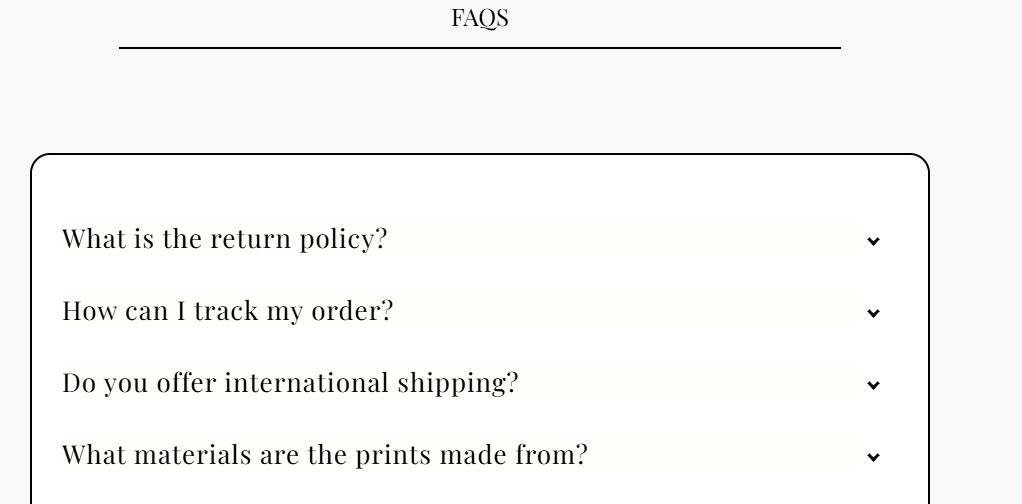 FAQS
What is the return policy?
How can I track my order?
Do you offer international shipping?
What materials are the prints made from?